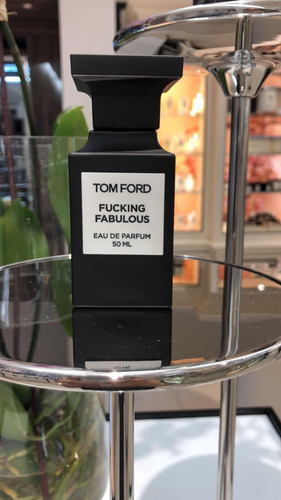 TOM FORD
FUCKING
FABULOUS
EAU DE PARFUM
50 ML